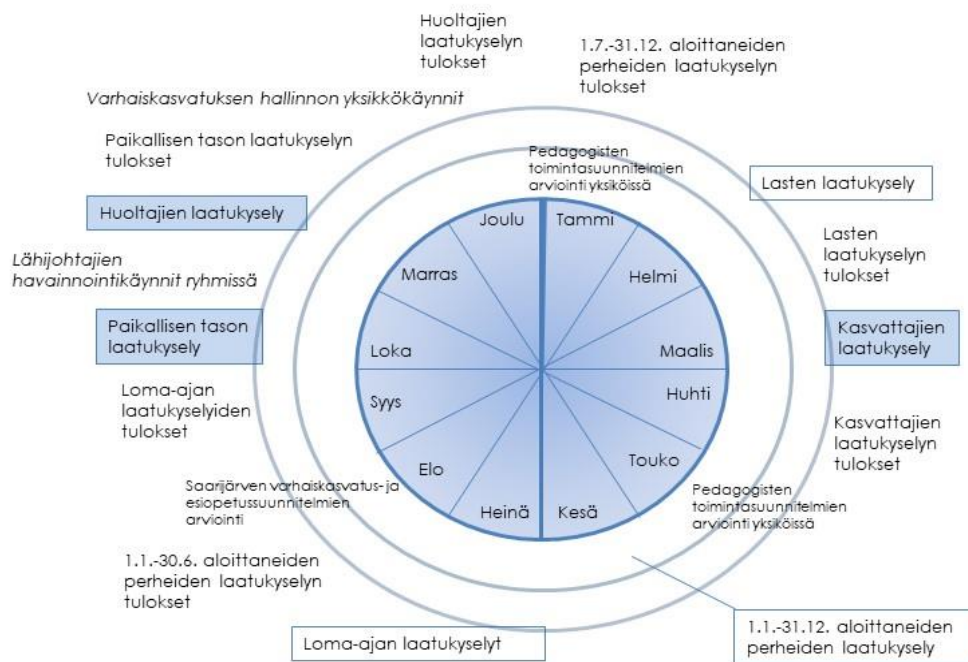 Huoltajien
laatukyselyn
tulokset
1.7.-31.12. aloittaneiden
perheiden laatukyselyn
tulokset
Varhaiskasvatuksen hallinnon yksikkökäynnit
Paikallisen tason laatukyselyn
tulokset
Pedagogisten
toimintasuunnitelmien
arviointi yksiköissä
Lasten laatukysely
Huoltajien laatukysely
Joulu
Tammi
Lasten
laatukyselyn
tulokset
Lähijohtajien
havainnointikäynnit ryhmissä
Marras
Helmi
Paikallisen tason
laatukysely
Loka
Maalis
Kasvattajien
laatukysely
Loma-ajan
laatukyselyiden
tulokset
Syys
Huhti
Kasvattajien
laatukyselyn
tulokset
Elo
Touko
Saarijärven varhaiskasvatus- ja
esiopetussuunnitelmien
arviointi
Heinä
Kesä
Pedagogisten
toimintasuunnitelmien
arviointi yksiköissä
1.1.-30.6. aloittaneiden
perheiden laatukyselyn
tulokset
Loma-ajan laatukyselyt
1.1.-31.12. aloittaneiden
perheiden laatukysely